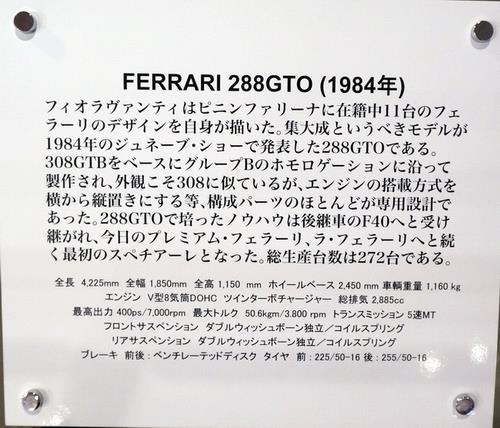 FERRARI 288GTO (1984年)
フィオラヴァンティはピニンファリーナに在籍中11台のフェ
ラーリのデザインを自身が描いた。集大成というべきモデルが
1984年のジュネーブ・ショーで発表した288GTOである。
308GTBをベースにグループBのホモロゲーションに沿って
製作され、外観こそ308に似ているが、エンジンの搭載方式を
横から縦置きにする等、構成パーツのほとんどが専用設計で
あった。288GTOで培ったノウハウは後継車のF40へと受け
継がれ、今日のプレミアム・フェラーリ、ラ・フェラーリへと続
く最初のスペチアーレとなった。総生産台数は272台である。
全長 4,225mm 全幅 1,850mm 全高 1,150 mm ホイールベース 2,450 mm 車輌重量 1,160 kg
エンジン V型8気筒DOHC ツインターボチャージャー 総排気 2,885cc
最高出力 400ps/7,000rpm 最大トルク 50.6kgm/3.800 rpm トランスミッション 5速MT
フロントサスペンション ダブルウィッシュボーン独立／コイルスプリング
リアサスペンション ダブルウィッシュボーン独立／コイルスプリング
ブレーキ 前後：ベンチレーテッドディスク タイヤ 前：225/50-16 後：255/50-16